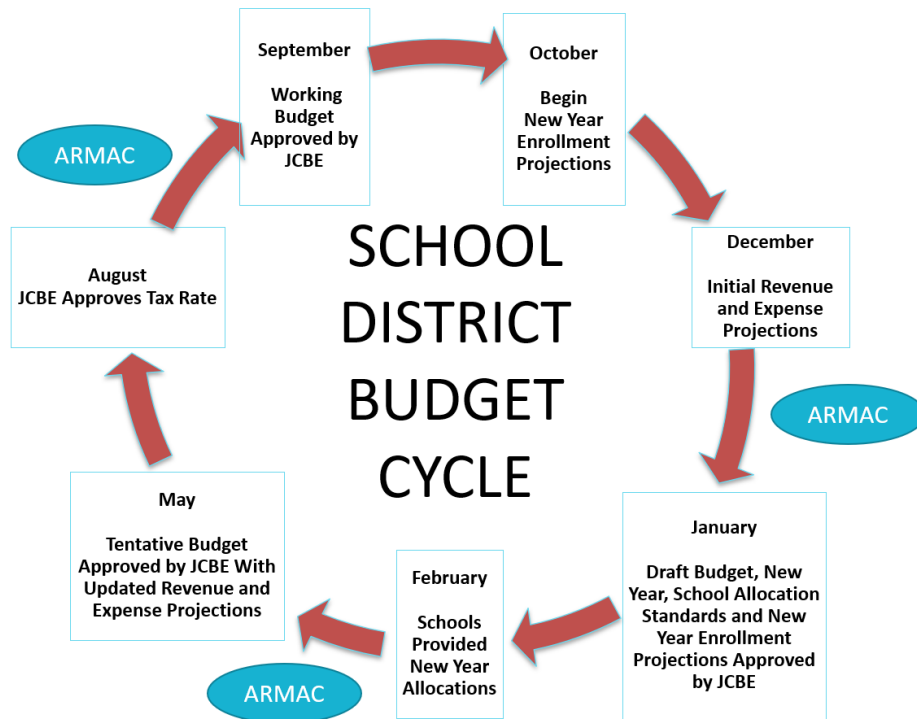 September
Working
Budget
Approved by
JCBE
October
Begin
New Year
Enrollment
Projections
ARMAC
SCHOOL
DISTRICT
BUDGET
CYCLE
December
Initial Revenue
and Expense
Projections
August
JCBE Approves Tax Rate
ARMAC
May
Tentative Budget
Approved by JCBE With
Updated Revenue and
Expense Projections
February
Schools
Provided
New Year
Allocations
January
Draft Budget, New
Year, School Allocation
Standards and New
Year Enrollment
Projections Approved
by JCBE
ARMAC